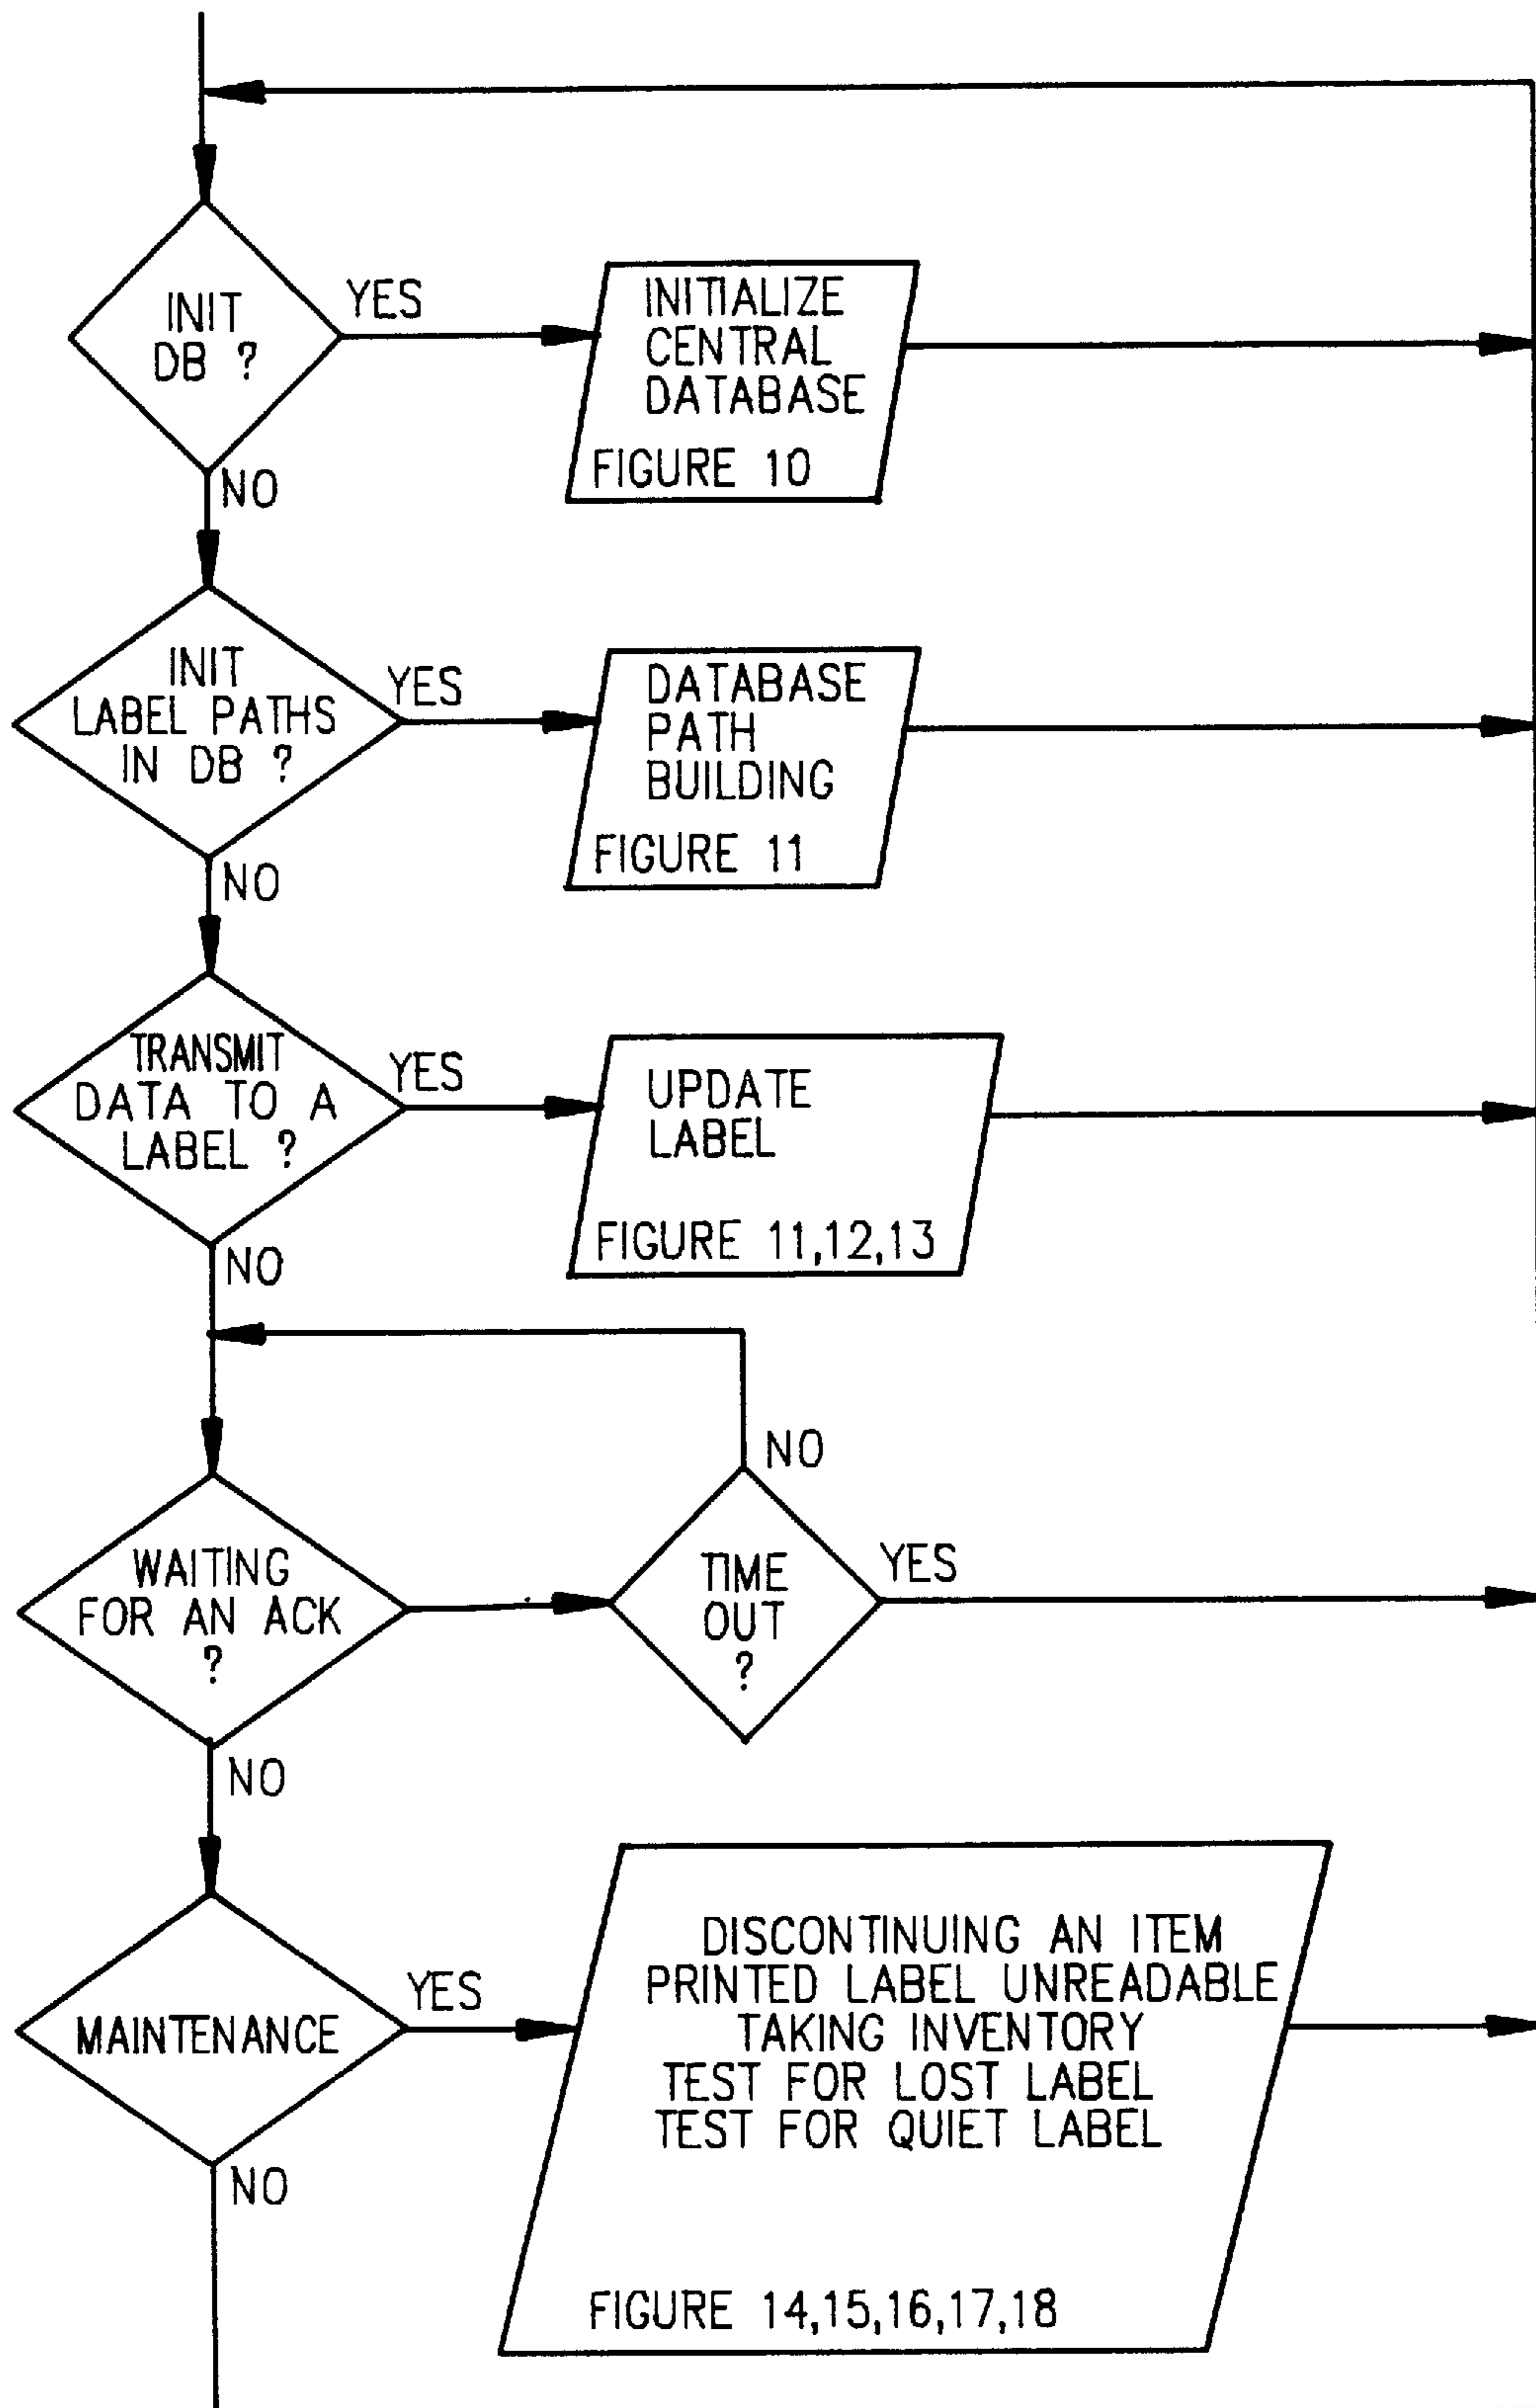 INIT
DB ?
YES
INITIALIZE
CENTRAL
DATABASE
FIGURE 10
NO
INIT
LABEL PATHS
IN DB ?
YES
DATABASE
PATH
BUILDING
FIGURE 11
NO
TRANSMIT
DATA TO A
LABEL ?
YES
UPDATE
LABEL
FIGURE 11,12,13
NO
WAITING
FOR AN ACK
?
NO
TIME
OUT
?
YES
NO
MAINTENANCE
YES
DISCONTINUING AN ITEM
PRINTED LABEL UNREADABLE
TAKING INVENTORY
TEST FOR LOST LABEL
TEST FOR QUIET LABEL
FIGURE 14,15,16,17,18
NO